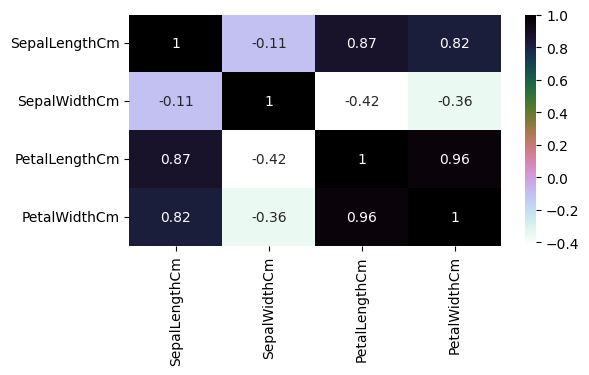 SepalLengthCm 1 -0.11 0.87 0.82
SepalWidthCm -0.11 1 -0.42 -0.36
PetalLengthCm 0.87 -0.42 1 0.96
PetalWidthCm 0.82 -0.36 0.96 1
SepalLengthCm
SepalWidthCm
PetalLengthCm
PetalWidthCm
1.0
0.8
0.6
0.4
0.2
0.0
−0.2
−0.4